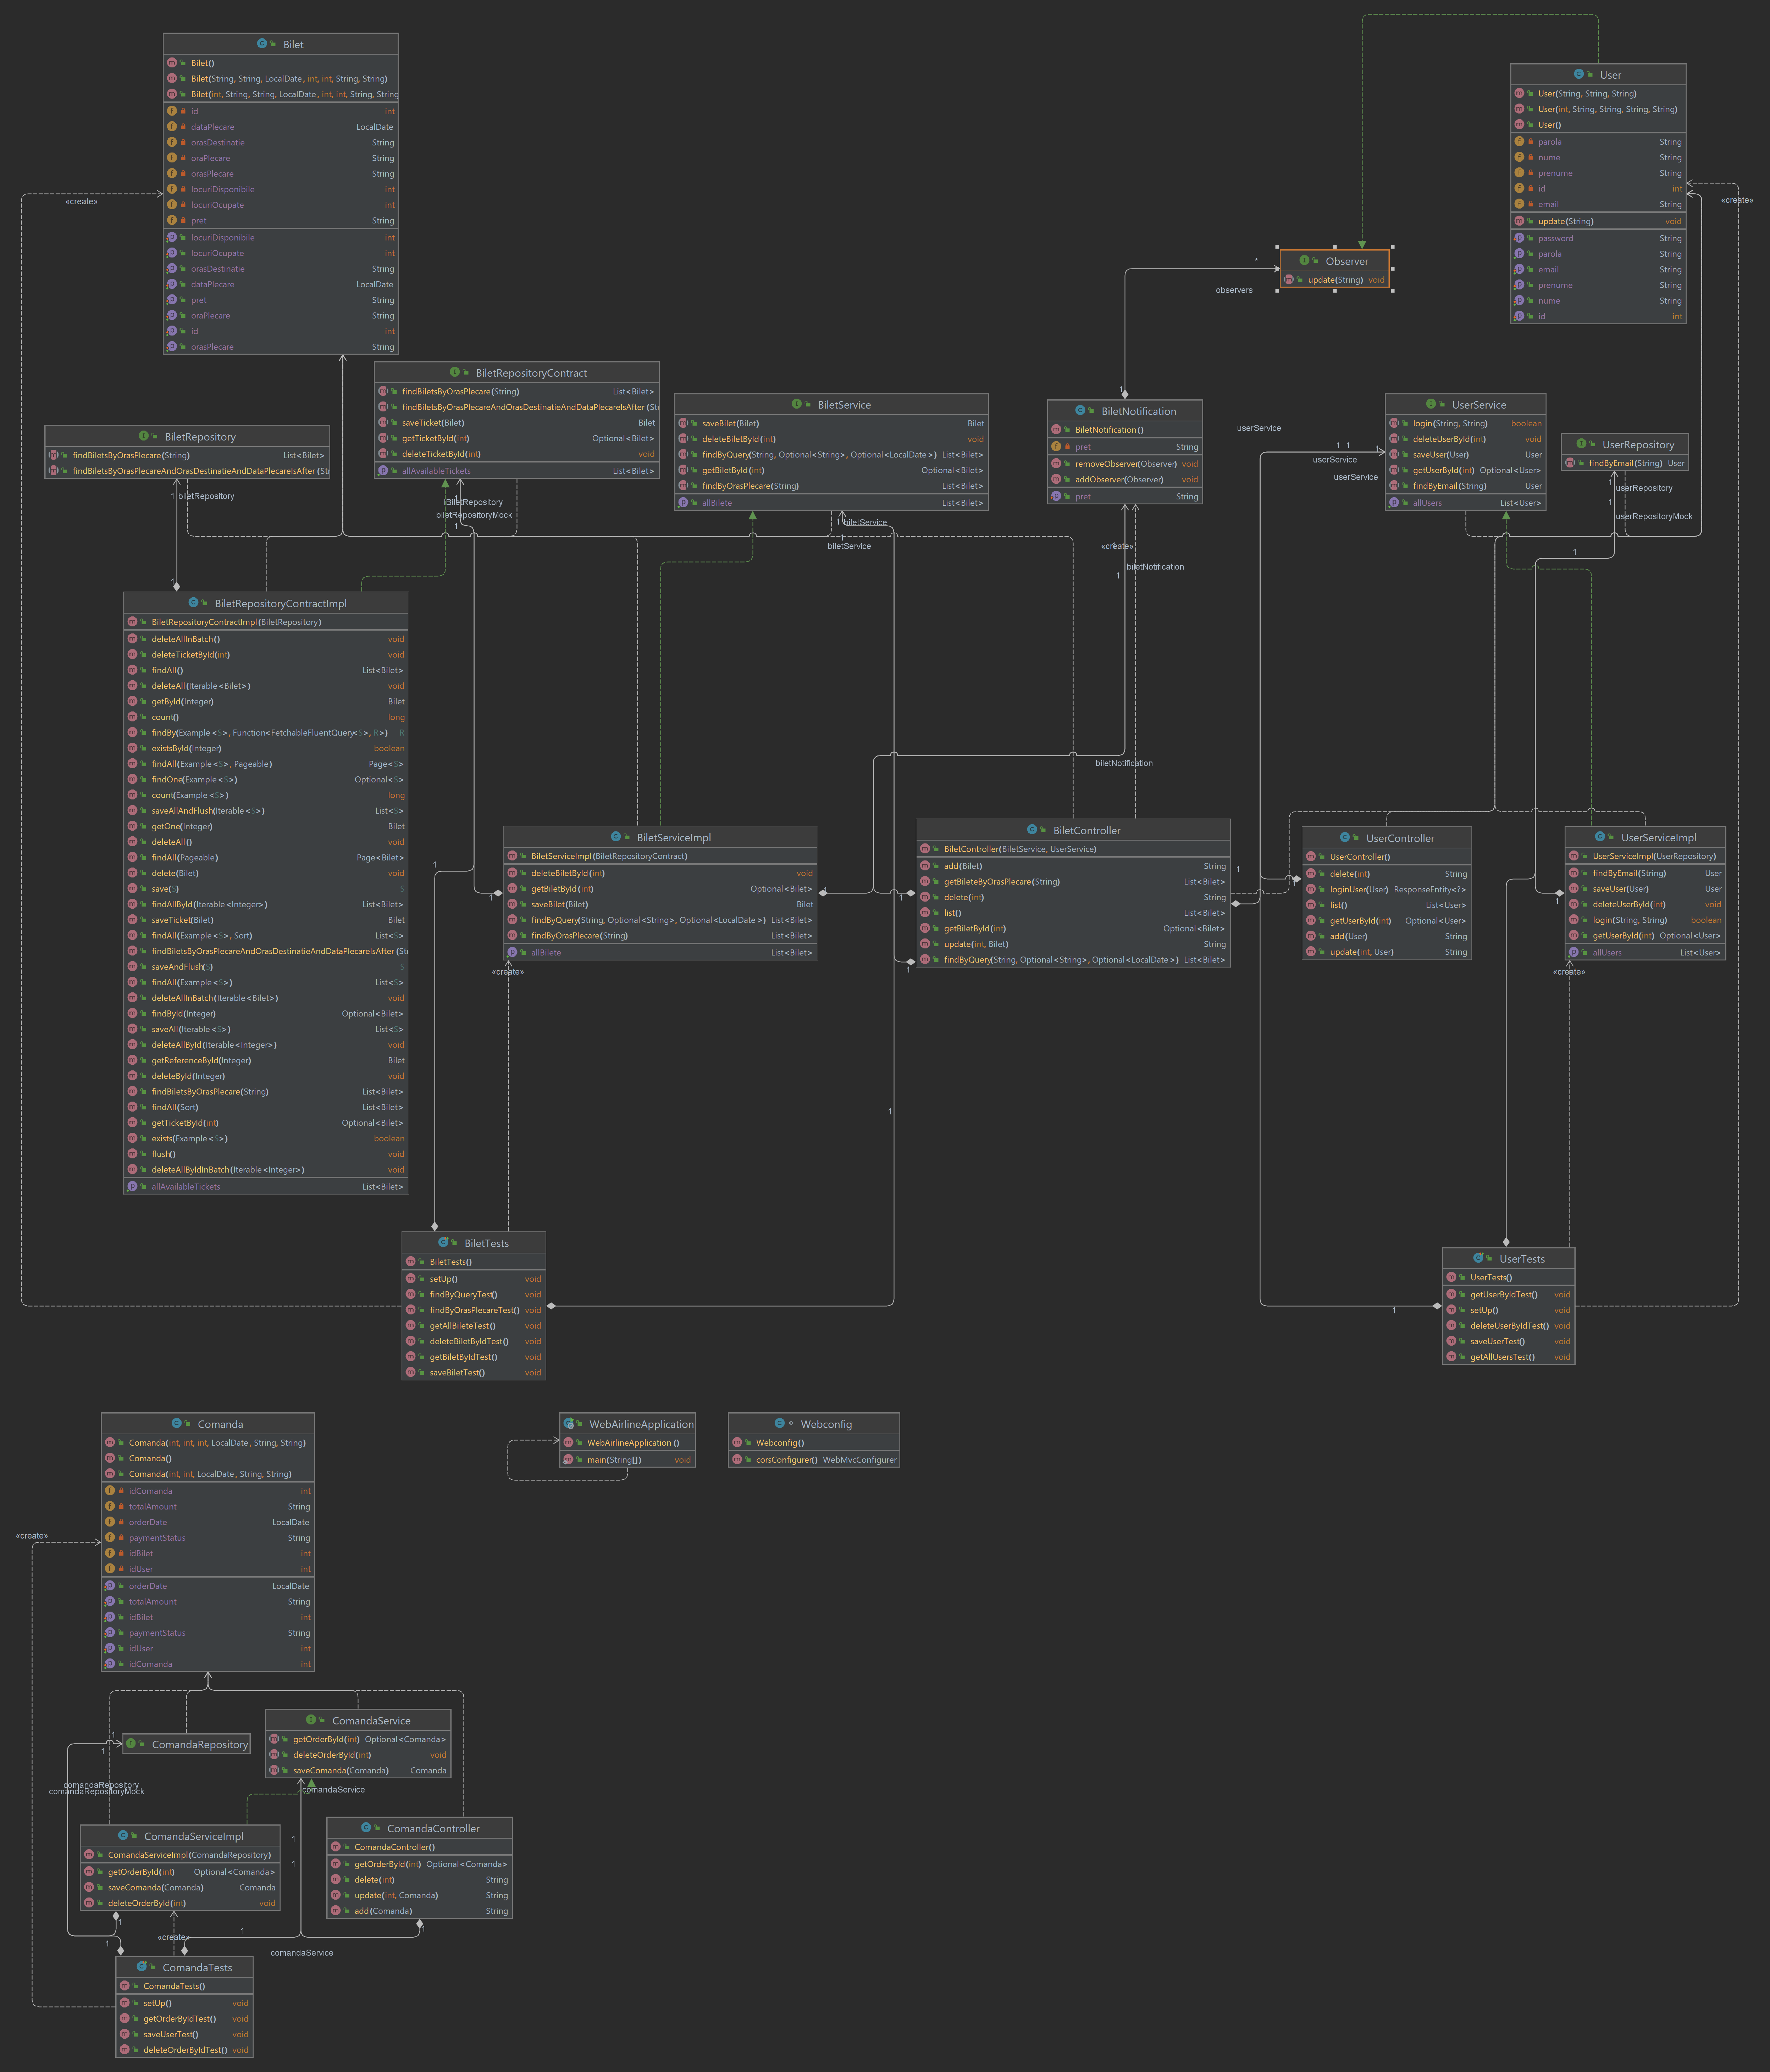 Bilet
Bilet()
Bilet(String, String, LocalDate, int, int, String, String)
Bilet(int, String, String, LocalDate, int, int, String, String
id int
dataPlecare LocalDate
orasDestinatie String
oraPlecare String
orasPlecare String
locuriDisponibile int
locuriOcupate int
pret String
locuriDisponibile int
locuriOcupate int
orasDestinatie String
dataPlecare LocalDate
pret String
oraPlecare String
id int
orasPlecare String
«create»
User
User(String, String, String)
User(int, String, String, String, String)
User()
parola String
nume String
prenume String
id int
email String
update(String) void
password String
parola String
email String
prenume String
nume String
id int
«create»
Observer
update(String) void
*
observers
1
BiletRepository
findBiletsByOrasPlecare(String) List<Bilet>
findBiletsByOrasPlecareAndOrasDestinatieAndDataPlecareIsAfter(Str
1
biletRepository
1
BiletRepositoryContract
findBiletsByOrasPlecare(String) List<Bilet>
findBiletsByOrasPlecareAndOrasDestinatieAndDataPlecareIsAfter(Str
saveTicket(Bilet) Bilet
getTicketById(int) Optional<Bilet>
deleteTicketById(int) void
allAvailableTickets List<Bilet>
1
biletRepositoryMock
1
BiletService
saveBilet(Bilet) Bilet
deleteBiletById(int) void
findByQuery(String, Optional<String>, Optional<LocalDate>) List<Bilet>
getBiletById(int) Optional<Bilet>
findByOrasPlecare(String) List<Bilet>
allBilete List<Bilet>
1
biletService
1
biletService
BiletNotification
BiletNotification()
pret String
removeObserver(Observer) void
addObserver(Observer) void
pret String
«create»
biletNotification
1
biletNotification
UserService
login(String, String) boolean
deleteUserById(int) void
saveUser(User) User
getUserById(int) Optional<User>
findByEmail(String) User
allUsers List<User>
userService
1 1
userService
userService
UserRepository
findByEmail(String) User
1
userRepository
1
userRepositoryMock
1
BiletRepositoryContractImpl
BiletRepositoryContractImpl(BiletRepository)
deleteAllInBatch() void
deleteTicketById(int) void
findAll() List<Bilet>
deleteAll(Iterable<Bilet>) void
getById(Integer) Bilet
count() long
findBy(Example<S>, Function<FetchableFluentQuery<S>, R>) R
existsById(Integer) boolean
findAll(Example<S>, Pageable) Page<S>
findOne(Example<S>) Optional<S>
count(Example<S>) long
saveAllAndFlush(Iterable<S>) List<S>
getOne(Integer) Bilet
deleteAll() void
findAll(Pageable) Page<Bilet>
delete(Bilet) void
save(S) S
findAllById(Iterable<Integer>) List<Bilet>
saveTicket(Bilet) Bilet
findAll(Example<S>, Sort) List<S>
findBiletsByOrasPlecareAndOrasDestinatieAndDataPlecareIsAfter(Str
saveAndFlush(S) S
findAll(Example<S>) List<S>
deleteAllInBatch(Iterable<Bilet>) void
findById(Integer) Optional<Bilet>
saveAll(Iterable<S>) List<S>
deleteAllById(Iterable<Integer>) void
getReferenceById(Integer) Bilet
deleteById(Integer) void
findBiletsByOrasPlecare(String) List<Bilet>
findAll(Sort) List<Bilet>
getTicketById(int) Optional<Bilet>
exists(Example<S>) boolean
flush() void
deleteAllByIdInBatch(Iterable<Integer>) void
allAvailableTickets List<Bilet>
1
1
BiletServiceImpl
BiletServiceImpl(BiletRepositoryContract)
deleteBiletById(int) void
getBiletById(int) Optional<Bilet>
saveBilet(Bilet) Bilet
findByQuery(String, Optional<String>, Optional<LocalDate>) List<Bilet>
findByOrasPlecare(String) List<Bilet>
allBilete List<Bilet>
1
«create»
1
BiletController
BiletController(BiletService, UserService)
add(Bilet) String
getBileteByOrasPlecare(String) List<Bilet>
delete(int) String
list() List<Bilet>
getBiletById(int) Optional<Bilet>
update(int, Bilet) String
findByQuery(String, Optional<String>, Optional<LocalDate>) List<Bilet>
1
1
1
UserController
UserController()
delete(int) String
loginUser(User) ResponseEntity<?>
list() List<User>
getUserById(int) Optional<User>
add(User) String
update(int, User) String
1
UserServiceImpl
UserServiceImpl(UserRepository)
findByEmail(String) User
saveUser(User) User
deleteUserById(int) void
login(String, String) boolean
getUserById(int) Optional<User>
allUsers List<User>
1
«create»
BiletTests
BiletTests()
setUp() void
findByQueryTest() void
findByOrasPlecareTest() void
getAllBileteTest() void
deleteBiletByIdTest() void
getBiletByIdTest() void
saveBiletTest() void
UserTests
UserTests()
getUserByIdTest() void
setUp() void
deleteUserByIdTest() void
saveUserTest() void
getAllUsersTest() void
1
Comanda
Comanda(int, int, int, LocalDate, String, String)
Comanda()
Comanda(int, int, LocalDate, String, String)
idComanda int
totalAmount String
orderDate LocalDate
paymentStatus String
idBilet int
idUser int
orderDate LocalDate
totalAmount String
idBilet int
paymentStatus String
idUser int
idComanda int
«create»
WebAirlineApplication
WebAirlineApplication()
main(String[]) void
Webconfig
Webconfig()
corsConfigurer() WebMvcConfigurer
ComandaRepository
1
1
comandaRepository
comandaRepositoryMock
ComandaService
getOrderById(int) Optional<Comanda>
deleteOrderById(int) void
saveComanda(Comanda) Comanda
comandaService
1
1
ComandaServiceImpl
ComandaServiceImpl(ComandaRepository)
getOrderById(int) Optional<Comanda>
saveComanda(Comanda) Comanda
deleteOrderById(int) void
1
ComandaController
ComandaController()
getOrderById(int) Optional<Comanda>
delete(int) String
update(int, Comanda) String
add(Comanda) String
1
1
1
«create»
comandaService
ComandaTests
ComandaTests()
setUp() void
getOrderByIdTest() void
saveUserTest() void
deleteOrderByIdTest() void